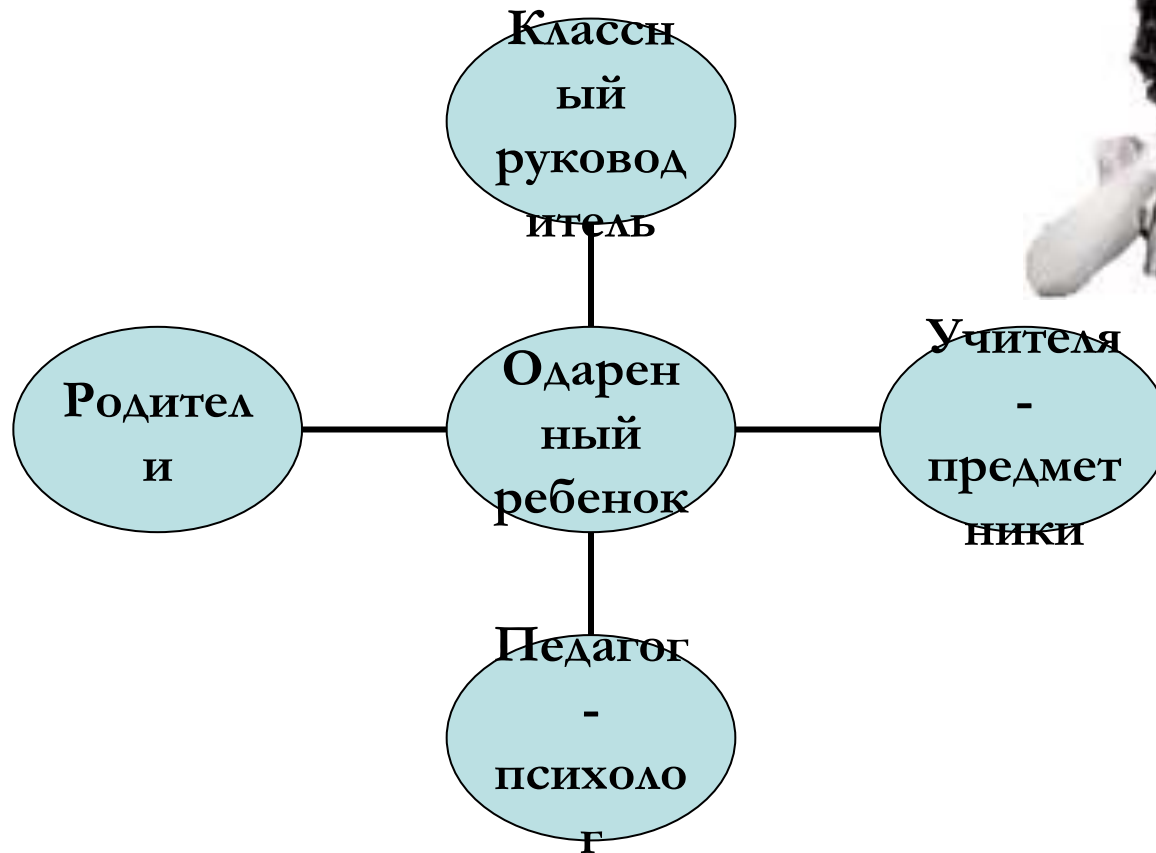 Классн
ый
руковод
итель
Родител
и
Одарен
ный
ребенок
Учителя
-
предмет
ники
Педагог
-
психоло
г